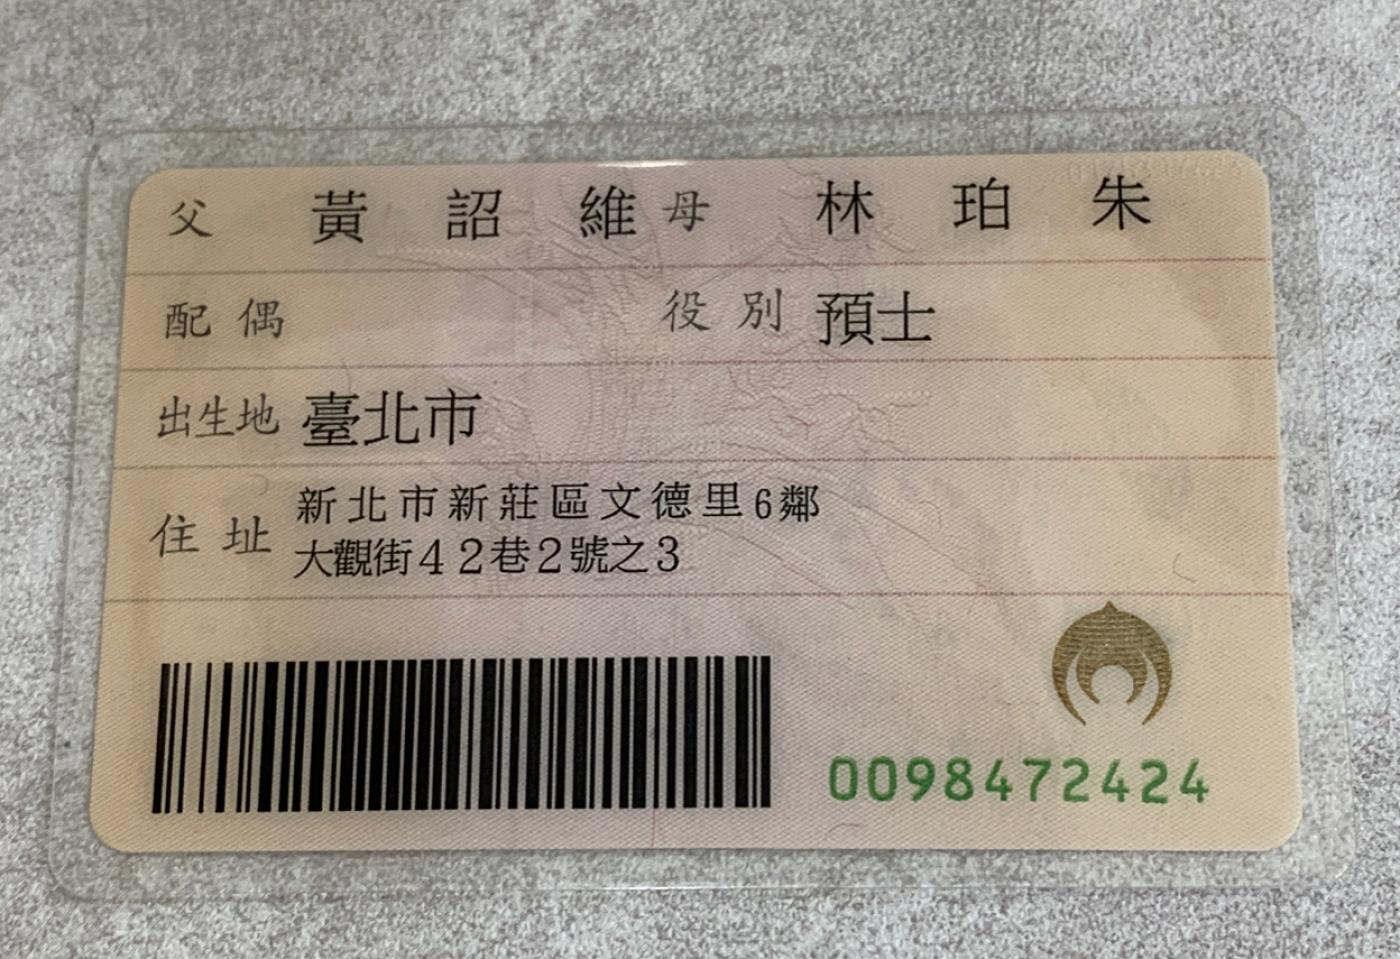 父 黃詔維 母 林珀朱
配偶 役別 預士
出生地 臺北市
住址 新北市新莊區文德里6鄰
大觀街42巷2號之3
0098472424